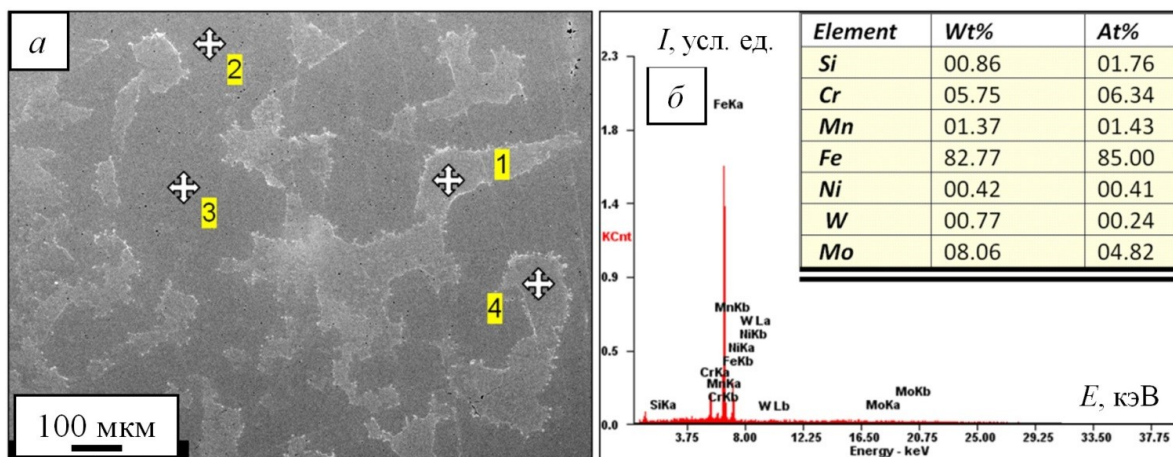 а
2
1
3
4
100 мкм
I, усл. ед.
б
Element Wt% At%
Si 00.86 01.76
Cr 05.75 06.34
Mn 01.37 01.43
Fe 82.77 85.00
Ni 00.42 00.41
W 00.77 00.24
Mo 08.06 04.82
2.3
1.8
1.4
KCnt
0.9
0.5
0.0
FeKa
MnKb
W La
NiKb
NiKa
FeKb
CrKa
MnKa
CrKb
SiKa
W Lb
MoKa
MoKb
E, кэВ
3.75 8.00 12.25 16.50 20.75 25.00 29.25 33.50 37.75
Energy - keV